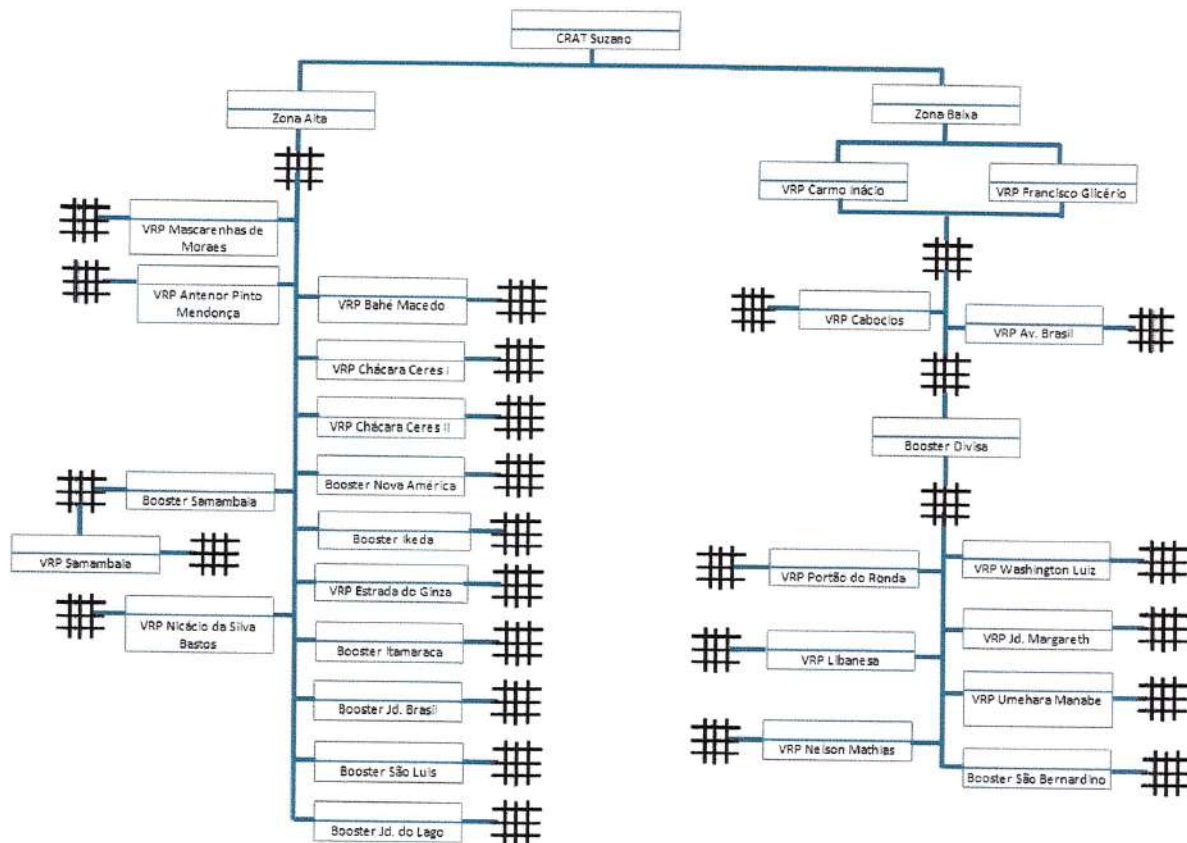 CRAT Suzano
Zona Alta
Zona Baixa
VRP Carmo Inácio
VRP Francisco Glicério
VRP Mascarenhas de
Moraes
VRP Antenor Pinto
Mendonça
VRP Bahé Macedo
VRP Caboclos
VRP Av. Brasil
VRP Chácara Ceres I
VRP Chácara Ceres II
Booster Divisa
Booster Samambaia
Booster Nova América
VRP Samambaia
Booster Ikeda
VRP Portão do Ronda
VRP Washington Luiz
VRP Estrada do Ginza
VRP Nicácio da Silva
Bastos
Booster Itamaraca
VRP Libanesa
VRP Jd. Margareth
Booster Jd. Brasil
VRP Umehara Manabe
Booster São Luis
VRP Nelson Mathias
Booster São Bernardino
Booster Jd. do Lago